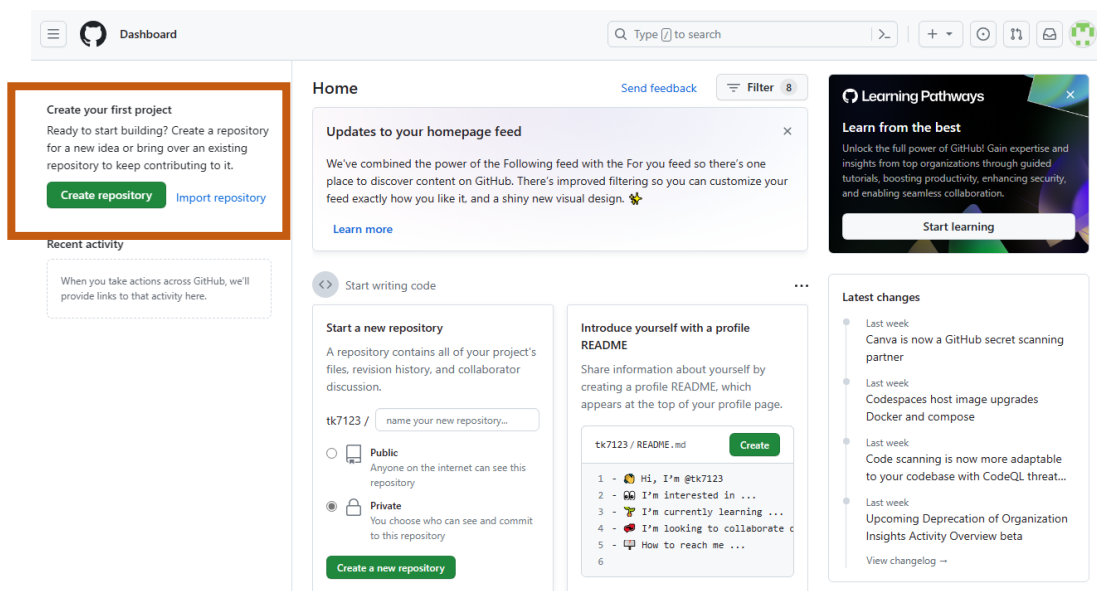 Dashboard
Type / to search
Create your first project
Ready to start building? Create a repository
for a new idea or bring over an existing
repository to keep contributing to it.
Create repository
Import repository
Recent activity
When you take actions across GitHub, we'll
provide links to that activity here.
Home
Send feedback
Filter 8
Updates to your homepage feed
We've combined the power of the Following feed with the For you feed so there's one
place to discover content on GitHub. There's improved filtering so you can customize your
feed exactly how you like it, and a shiny new visual design.
Learn more
Start writing code
Start a new repository
A repository contains all of your project's
files, revision history, and collaborator
discussion.
tk7123 / name your new repository...
Public
Anyone on the internet can see this
repository
Private
You choose who can see and commit
to this repository
Create a new repository
Introduce yourself with a profile
README
Share information about yourself by
creating a profile README, which
appears at the top of your profile page.
tk7123 / README.md
Create
1 - 👋 Hi, I'm @tk7123
2 - 👀 I'm interested in ...
3 - 🌱 I'm currently learning ...
4 - 💞️ I'm looking to collaborate o
5 - 📫 How to reach me ...
6
Learning Pathways
Learn from the best
Unlock the full power of GitHub! Gain expertise and
insights from top organizations through guided
tutorials, boosting productivity, enhancing security,
and enabling seamless collaboration.
Start learning
Latest changes
Last week
Canva is now a GitHub secret scanning
partner
Last week
Codespaces host image upgrades
Docker and compose
Last week
Code scanning is now more adaptable
to your codebase with CodeQL threat...
Last week
Upcoming Deprecation of Organization
Insights Activity Overview beta
View changelog →